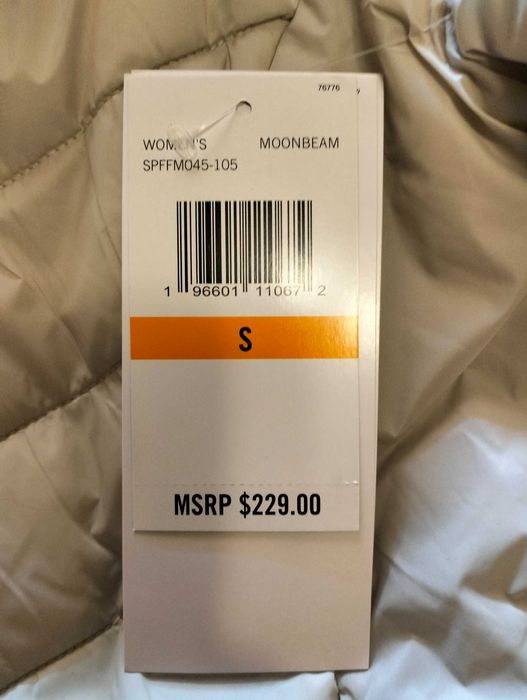 76776
WOMEN'S MOONBEAM
SPFFM045-105
1 96601 11067 2
S
MSRP $229.00